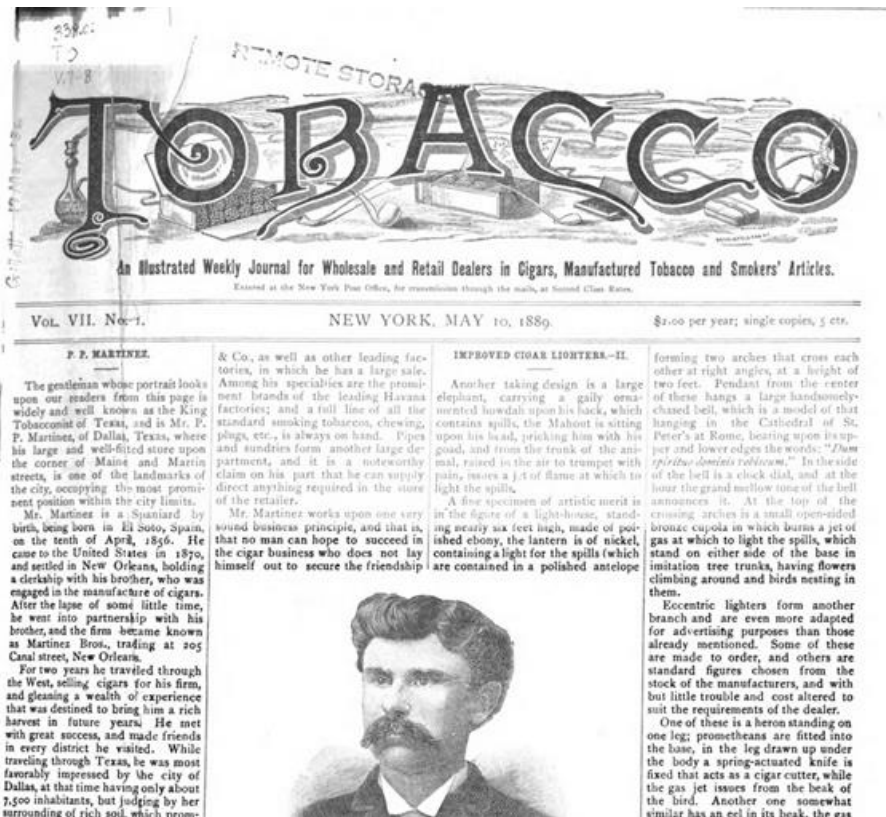 338.0
TO
V.7-8
REMOTE STORAG
TOBACCO
An Illustrated Weekly Journal for Wholesale and Retail Dealers in Cigars, Manufactured Tobacco and Smokers' Articles.
Entered at the New York Post Office, for transmission through the mails, at Second Class Rates.
VOL. VII. No. 1.
NEW YORK, MAY 10, 1889.
$2.00 per year; single copies, 5 cts.
P. P. MARTINEZ.
The gentleman whose portrait looks
upon our readers from this page is
widely and well known as the King
Tobacconist of Texas, and is Mr. P.
P. Martinez, of Dallas, Texas, where
his large and well-fitted store upon
the corner of Maine and Martin
streets, is one of the landmarks of
the city, occupying the most promi-
nent position within the city limits.
Mr. Martinez is a Spaniard by
birth, being born in El Soto, Spain,
on the tenth of April, 1856. He
came to the United States in 1870,
and settled in New Orleans, holding
a clerkship with his brother, who was
engaged in the manufacture of cigars.
After the lapse of some little time,
he went into partnership with his
brother, and the firm became known
as Martinez Bros., trading at 205
Canal street, New Orleans.
For two years he traveled through
the West, selling cigars for his firm,
and gleaning a wealth of experience
that was destined to bring him a rich
harvest in future years. He met
with great success, and made friends
in every district he visited. While
traveling through Texas, he was most
favorably impressed by the city of
Dallas, at that time having only about
7,500 inhabitants, but judging by her
surrounding of rich soil, which prom-
& Co., as well as other leading fac-
tories, in which he has a large sale.
Among his specialties are the promi-
nent brands of the leading Havana
factories; and a full line of all the
standard smoking tobaccos, chewing,
plugs, etc., is always on hand. Pipes
and sundries form another large de-
partment, and it is a noteworthy
claim on his part that he can supply
direct anything required in the store
of the retailer.
Mr. Martinez works upon one very
sound business principle, and that is,
that no man can hope to succeed in
the cigar business who does not lay
himself out to secure the friendship
IMPROVED CIGAR LIGHTERS.—II.
Another taking design is a large
elephant, carrying a gaily orna-
mented howdah upon his back, which
contains spills, the Mahout is sitting
upon his head, pricking him with his
goad, and from the trunk of the ani-
mal, raised in the air to trumpet with
pain, issues a jet of flame at which to
light the spills.
A fine specimen of artistic merit is
in the figure of a light-house, stand-
ing nearly six feet high, made of pol-
ished ebony, the lantern is of nickel,
containing a light for the spills (which
are contained in a polished antelope
forming two arches that cross each
other at right angles, at a height of
two feet. Pendant from the center
of these hangs a large handsomely-
chased bell, which is a model of that
hanging in the Cathedral of St.
Peter's at Rome, bearing upon its up-
per and lower edges the words: "Dum
spiritus dominis" In the side
of the bell is a clock dial, and at the
hour the grand mellow tone of the bell
announces it. At the top of the
crossing arches is a small open-sided
bronze cupola in which burns a jet of
gas at which to light the spills, which
stand on either side of the base in
imitation tree trunks, having flowers
climbing around and birds nesting in
them.
Eccentric lighters form another
branch and are even more adapted
for advertising purposes than those
already mentioned. Some of these
are made to order, and others are
standard figures chosen from the
stock of the manufacturers, and with
but little trouble and cost altered to
suit the requirements of the dealer.
One of these is a heron standing on
one leg; prometheans are fitted into
the base, in the leg drawn up under
the body a spring-actuated knife is
fixed that acts as a cigar cutter, while
the gas jet issues from the beak of
the bird. Another one somewhat
similar has an eel in its beak, the gas